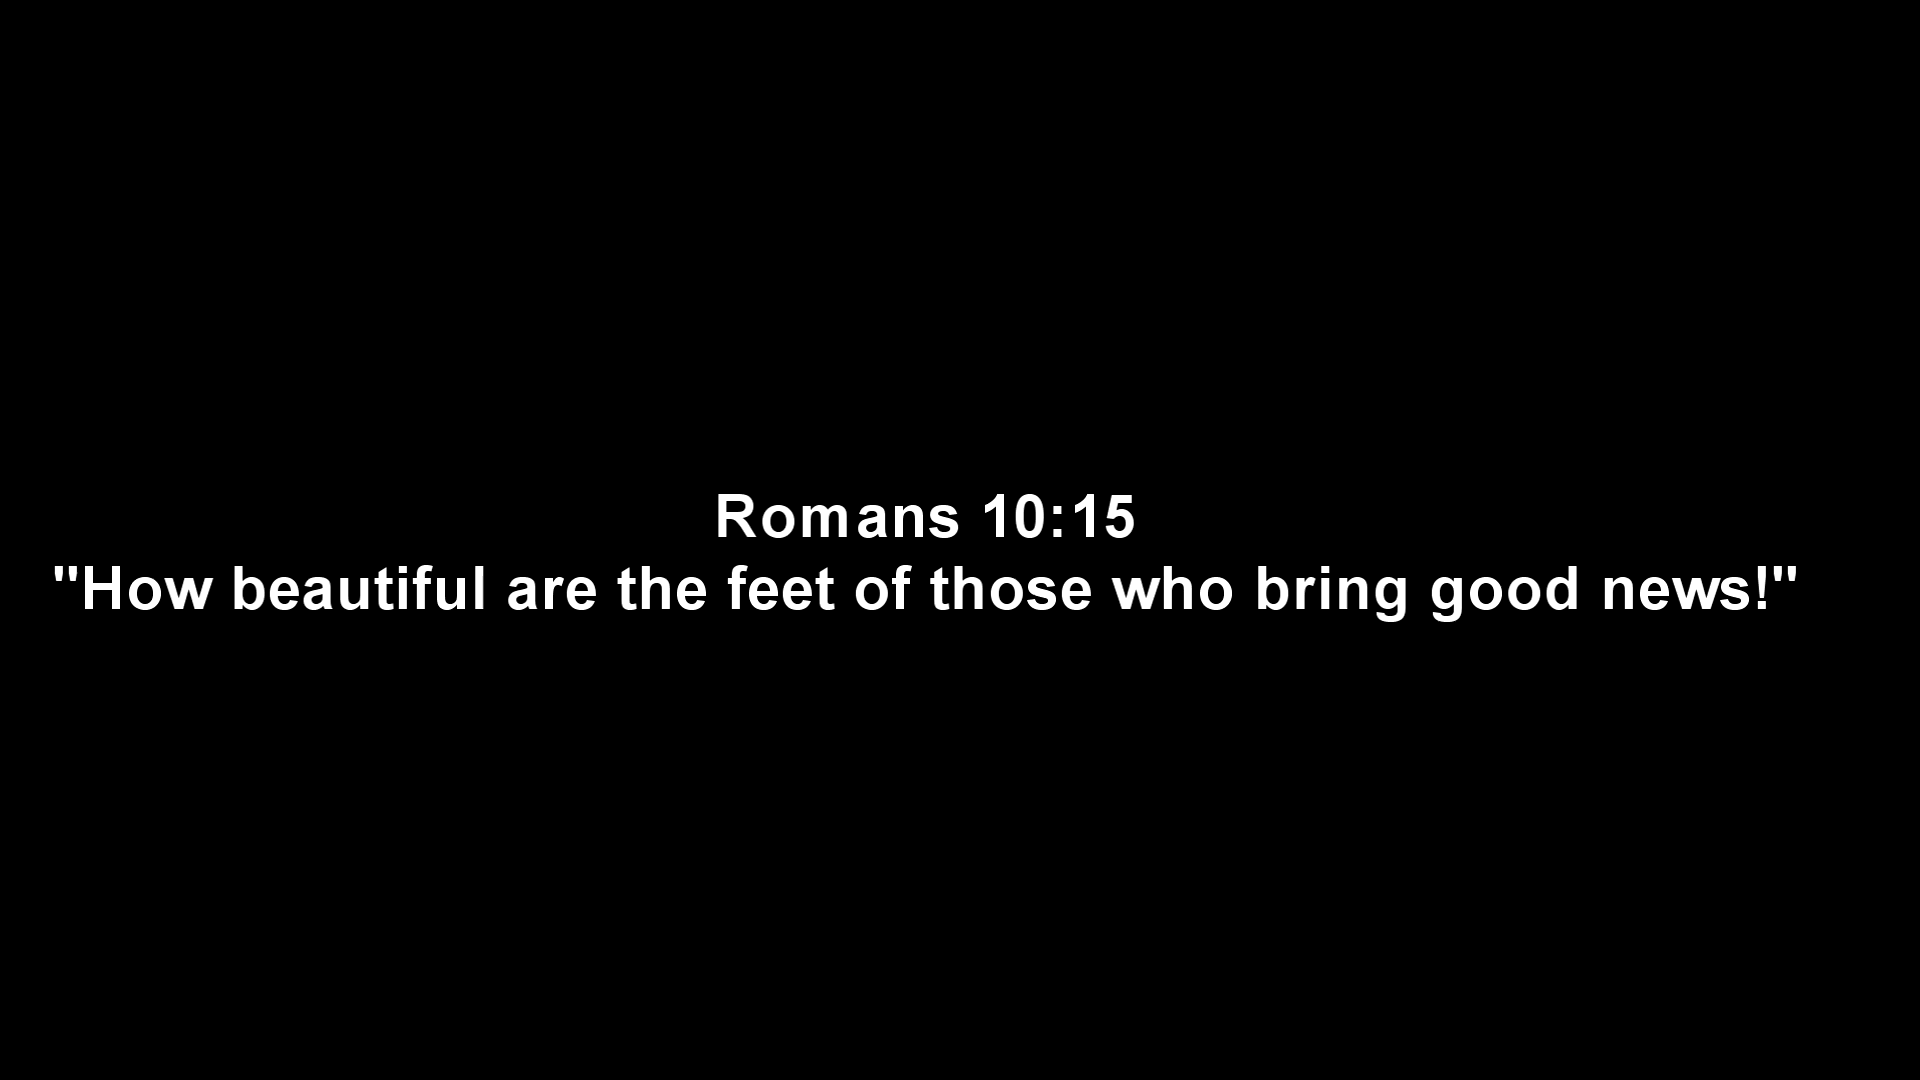 Romans 10:15
"How beautiful are the feet of those who bring good news!"